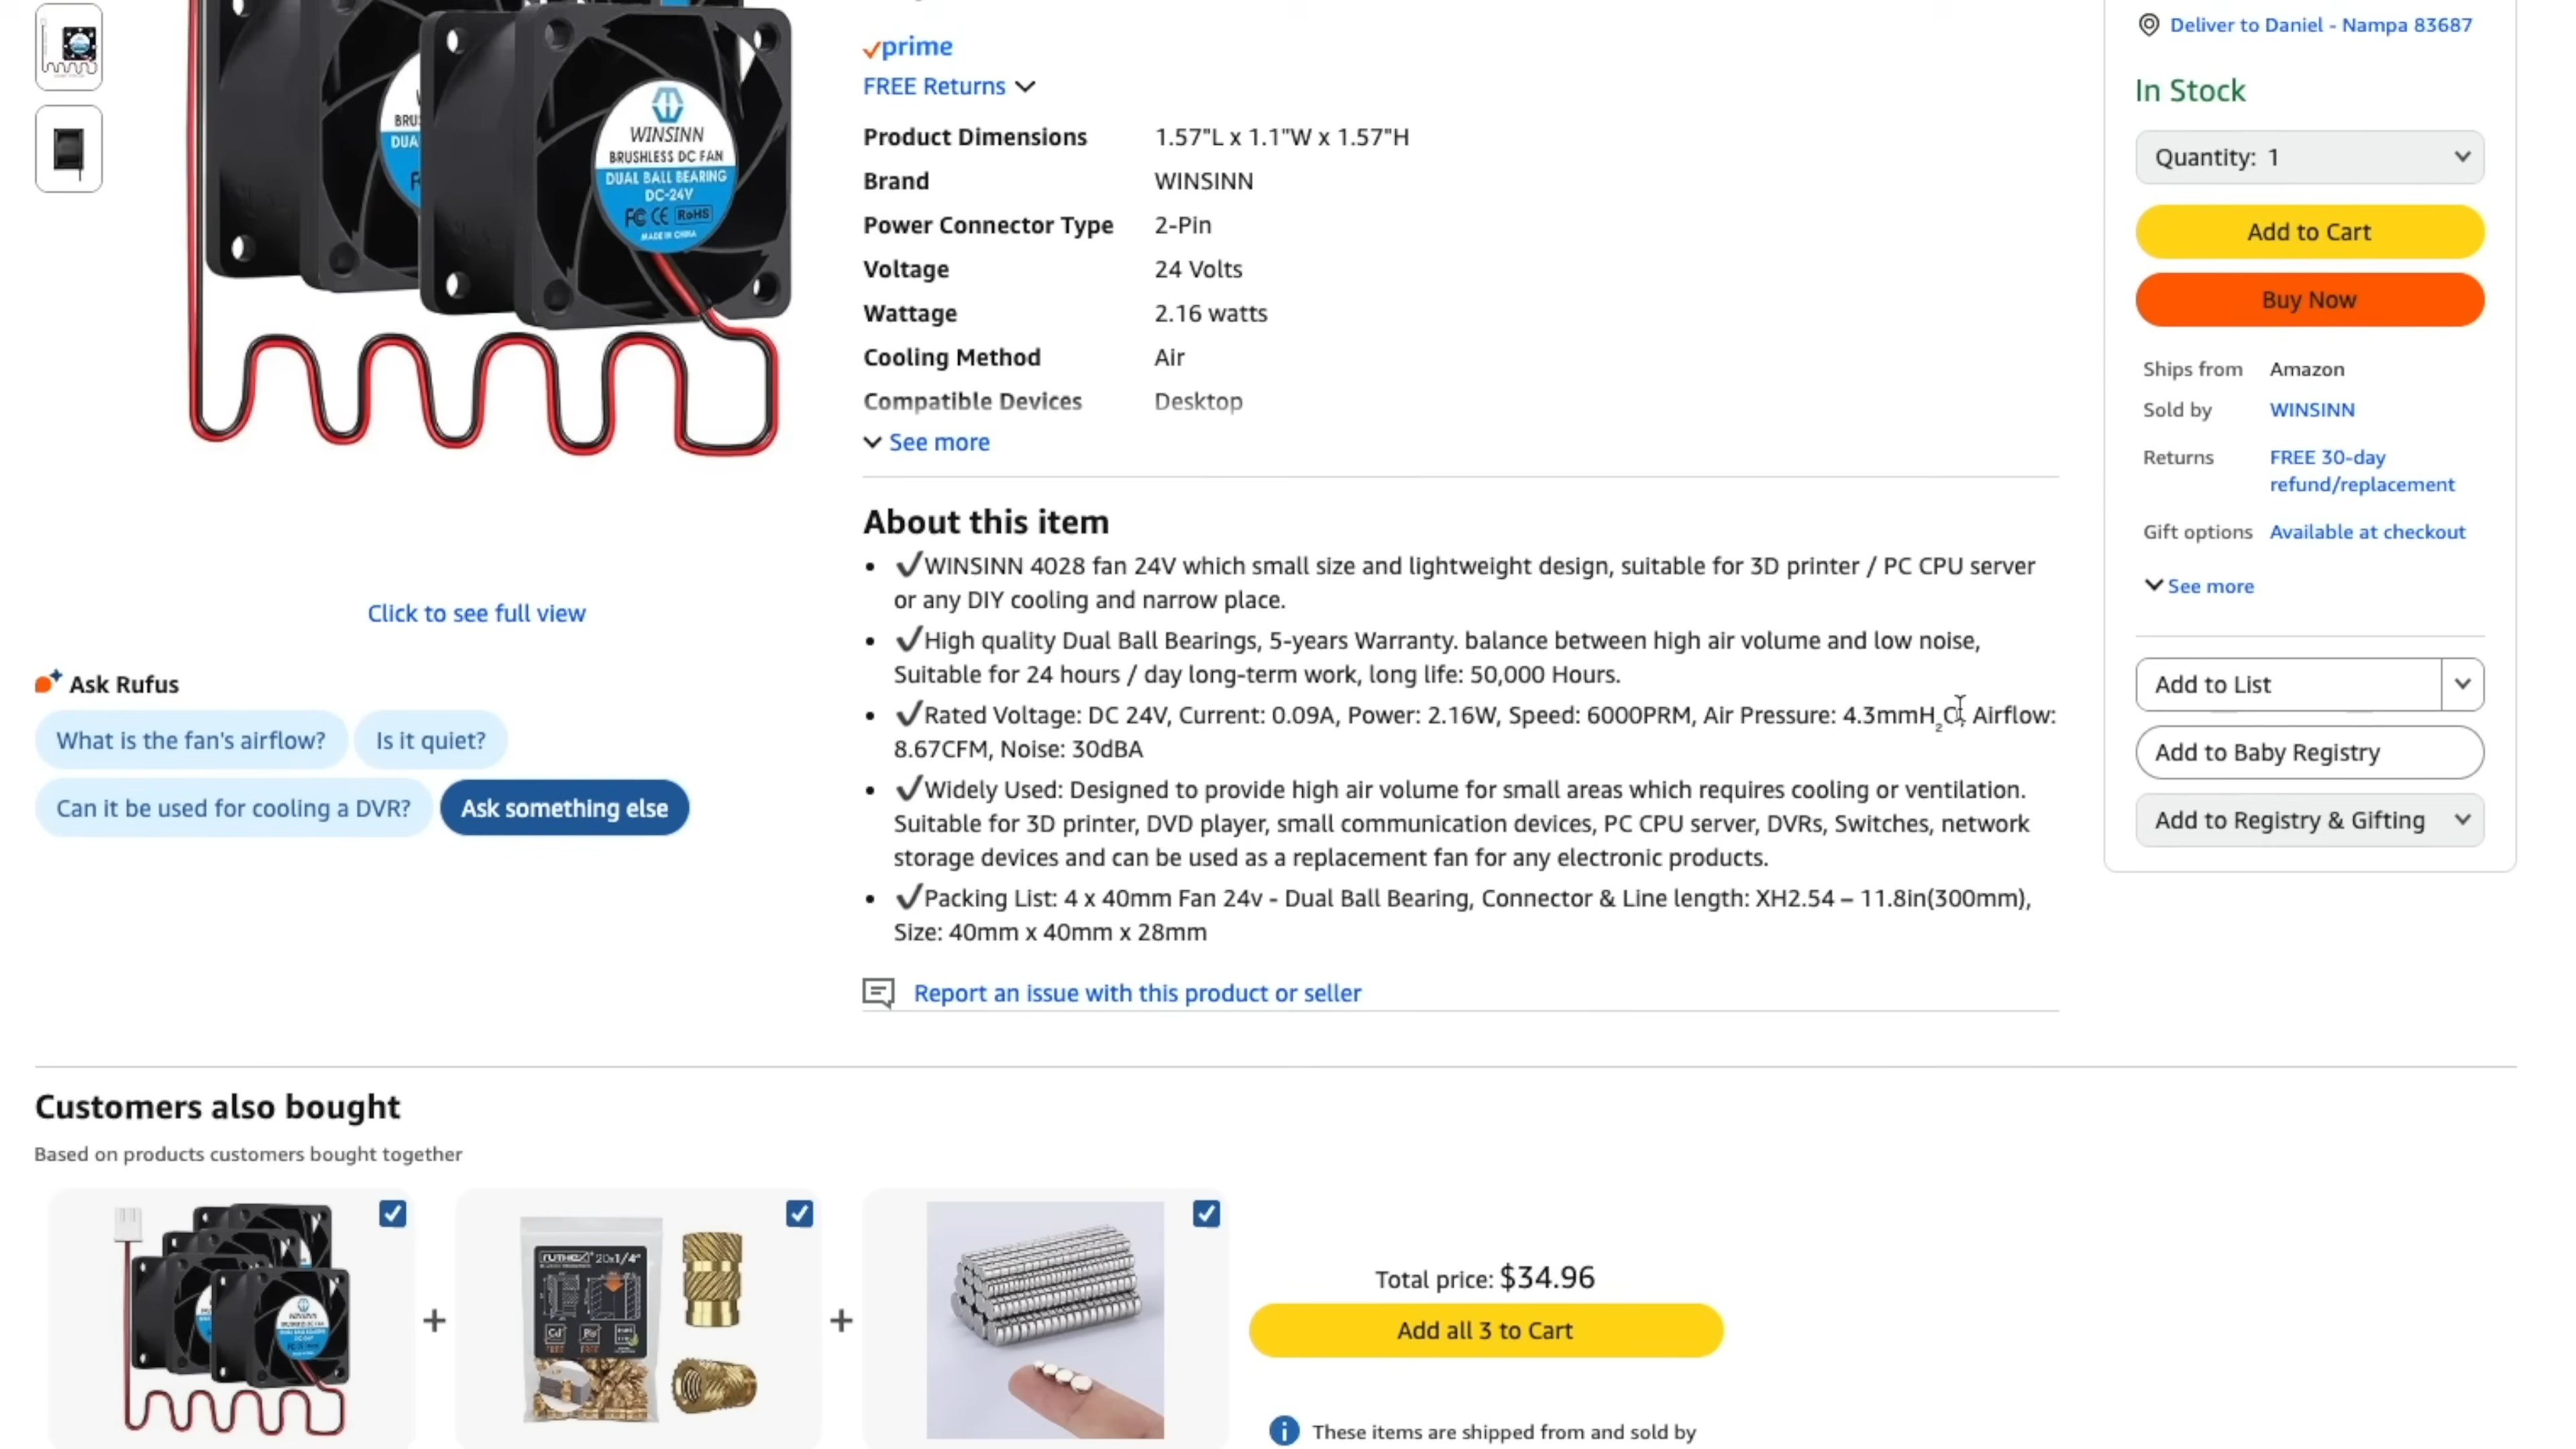 prime
FREE Returns
Product Dimensions 1.57"L x 1.1"W x 1.57"H
Brand WINSINN
Power Connector Type 2-Pin
Voltage 24 Volts
Wattage 2.16 watts
Cooling Method Air
Compatible Devices Desktop
See more
WINSINN
BRUSHLESS DC FAN
DUAL BALL BEARING
DC-24V
FC CE RoHS
MADE IN CHINA
Click to see full view
Ask Rufus
What is the fan's airflow? Is it quiet?
Can it be used for cooling a DVR? Ask something else
About this item
• ✓WINSINN 4028 fan 24V which small size and lightweight design, suitable for 3D printer / PC CPU server
or any DIY cooling and narrow place.
• ✓High quality Dual Ball Bearings, 5-years Warranty. balance between high air volume and low noise,
Suitable for 24 hours / day long-term work, long life: 50,000 Hours.
• ✓Rated Voltage: DC 24V, Current: 0.09A, Power: 2.16W, Speed: 6000PRM, Air Pressure: 4.3mmH₂O, Airflow:
8.67CFM, Noise: 30dBA
• ✓Widely Used: Designed to provide high air volume for small areas which requires cooling or ventilation.
Suitable for 3D printer, DVD player, small communication devices, PC CPU server, DVRs, Switches, network
storage devices and can be used as a replacement fan for any electronic products.
• ✓Packing List: 4 x 40mm Fan 24v - Dual Ball Bearing, Connector & Line length: XH2.54 – 11.8in(300mm),
Size: 40mm x 40mm x 28mm
Report an issue with this product or seller
Deliver to Daniel - Nampa 83687
In Stock
Quantity: 1
Add to Cart
Buy Now
Ships from Amazon
Sold by WINSINN
Returns FREE 30-day
refund/replacement
Gift options Available at checkout
See more
Add to List
Add to Baby Registry
Add to Registry & Gifting
Customers also bought
Based on products customers bought together
ruthex 20x1/4"
+
+
Total price: $34.96
Add all 3 to Cart
These items are shipped from and sold by